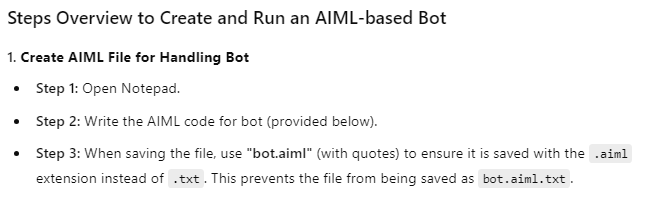 Steps Overview to Create and Run an AIML-based Bot
1. Create AIML File for Handling Bot
• Step 1: Open Notepad.
• Step 2: Write the AIML code for bot (provided below).
• Step 3: When saving the file, use "bot.aiml" (with quotes) to ensure it is saved with the .aiml
extension instead of .txt. This prevents the file from being saved as bot.aiml.txt.